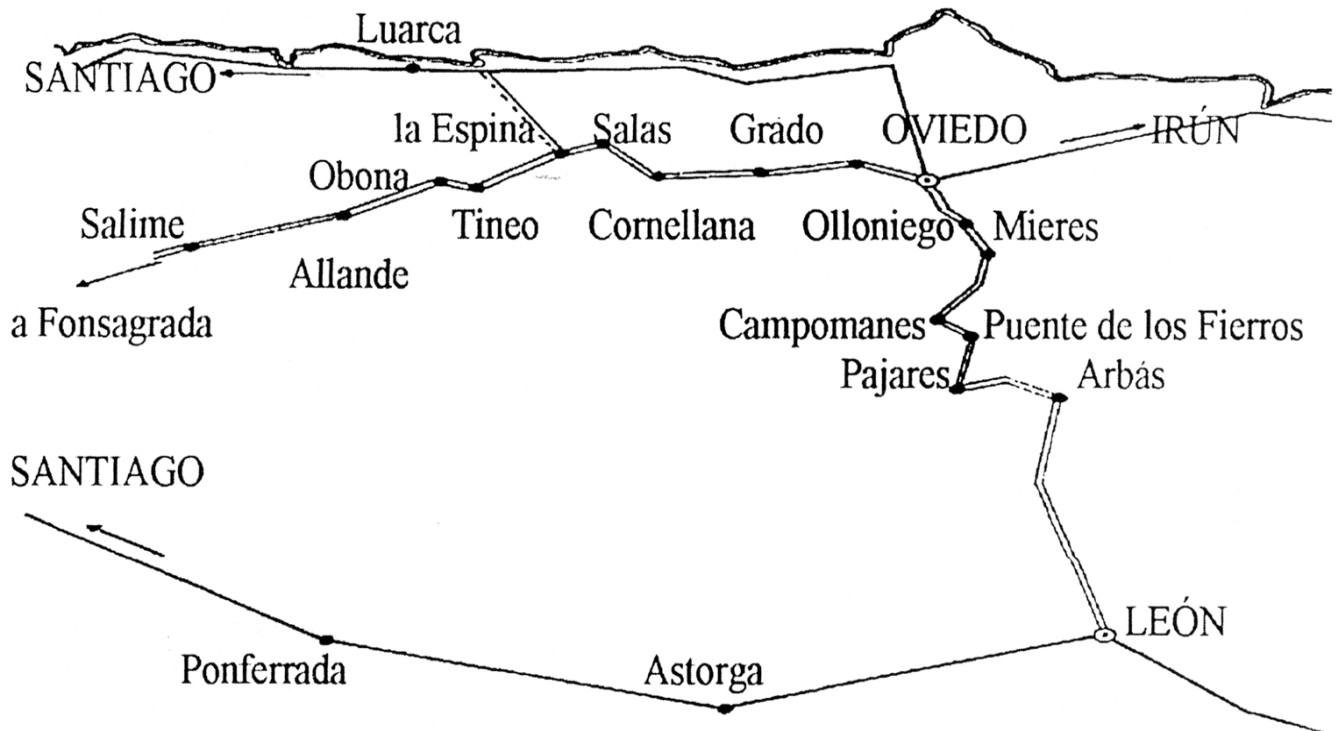 Luarca
SANTIAGO
la Espina Salas Grado OVIEDO IRÚN
Obona
Salime Tineo Cornellana Olloniego Mieres
Allande
a Fonsagrada Campomanes Puente de los Fierros
Pajares Arbás
SANTIAGO
LEÓN
Ponferrada Astorga